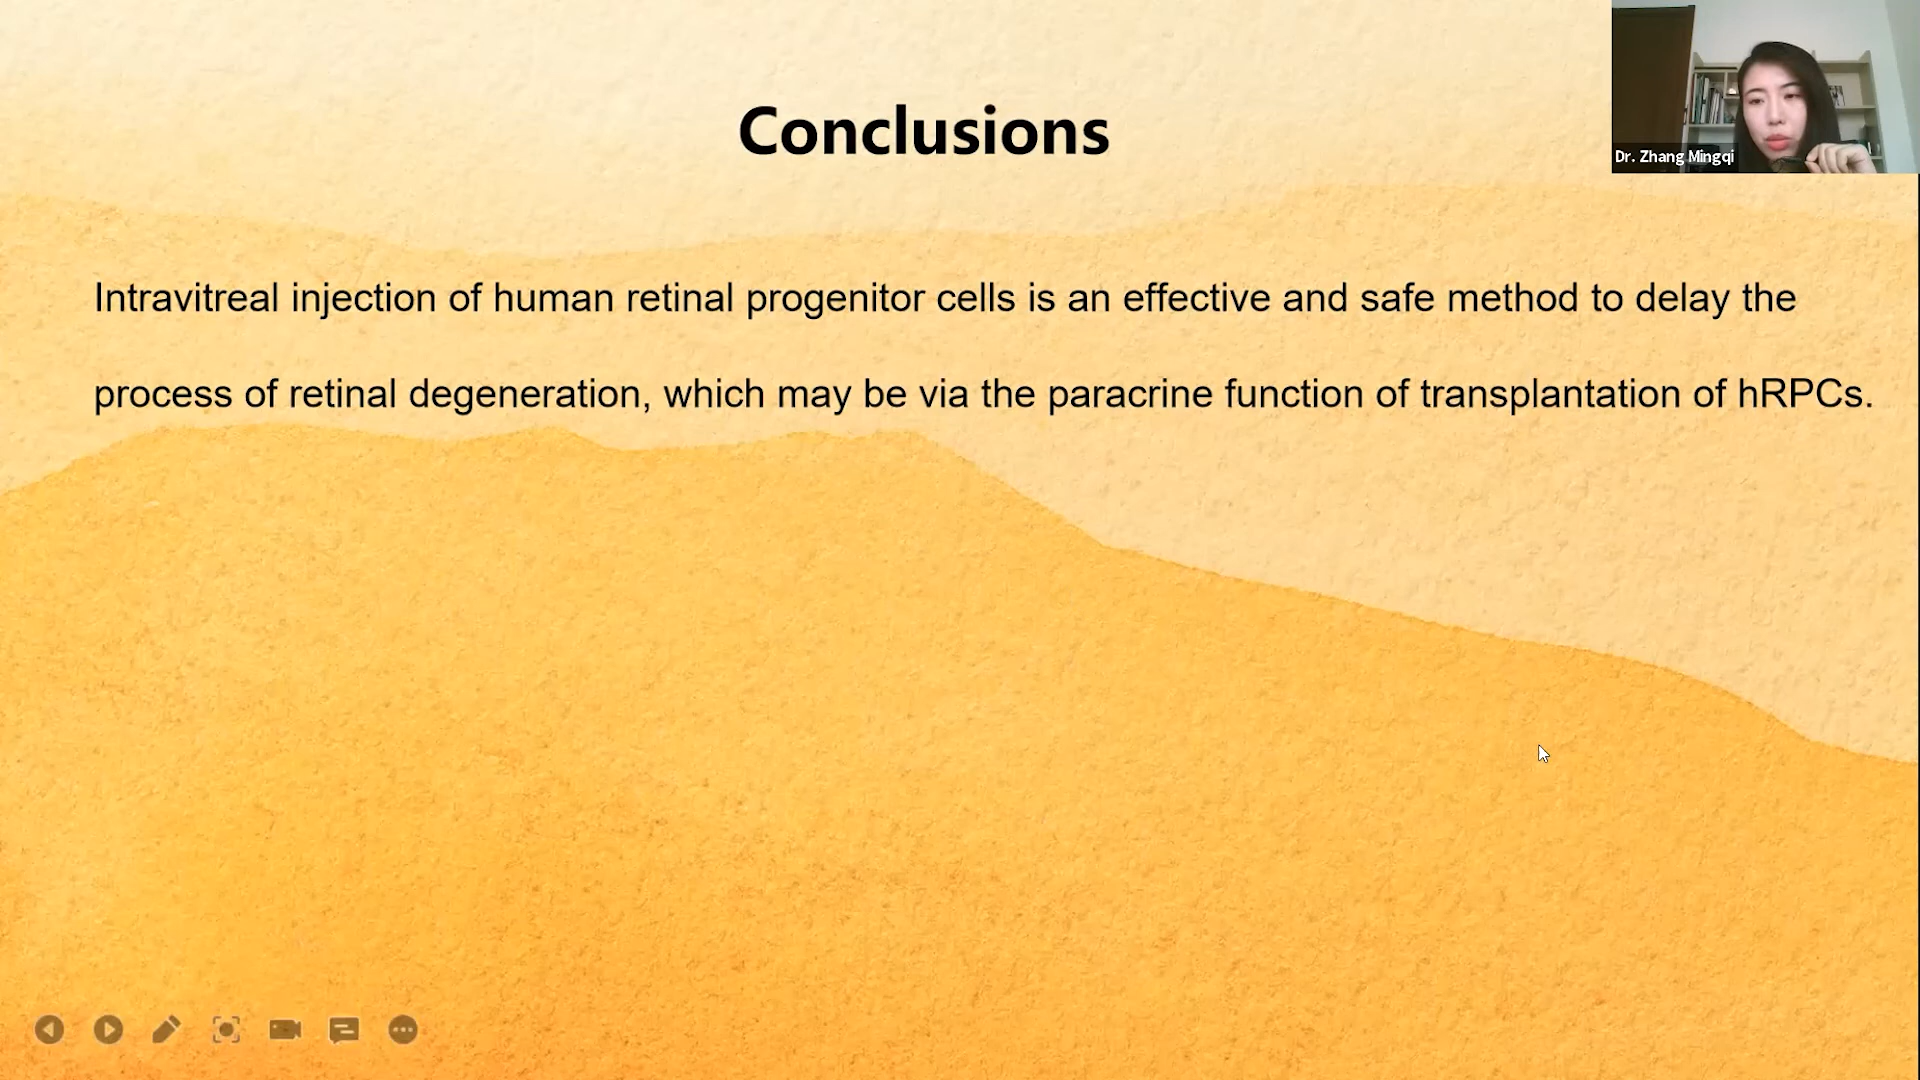 Conclusions
Dr. Zhang Mingqi
Intravitreal injection of human retinal progenitor cells is an effective and safe method to delay the
process of retinal degeneration, which may be via the paracrine function of transplantation of hRPCs.